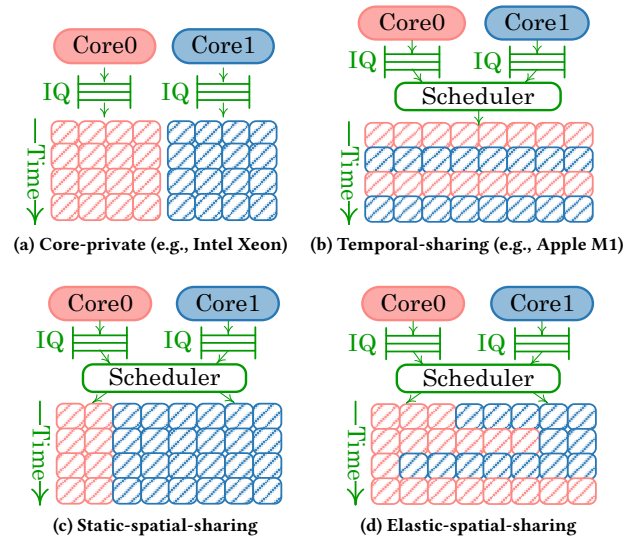 Core0 Core1
IQ
Time
(a) Core-private (e.g., Intel Xeon)
Core0 Core1
IQ IQ
Scheduler
Time
(b) Temporal-sharing (e.g., Apple M1)
Core0 Core1
IQ IQ
Scheduler
Time
(c) Static-spatial-sharing
Core0 Core1
IQ IQ
Scheduler
Time
(d) Elastic-spatial-sharing